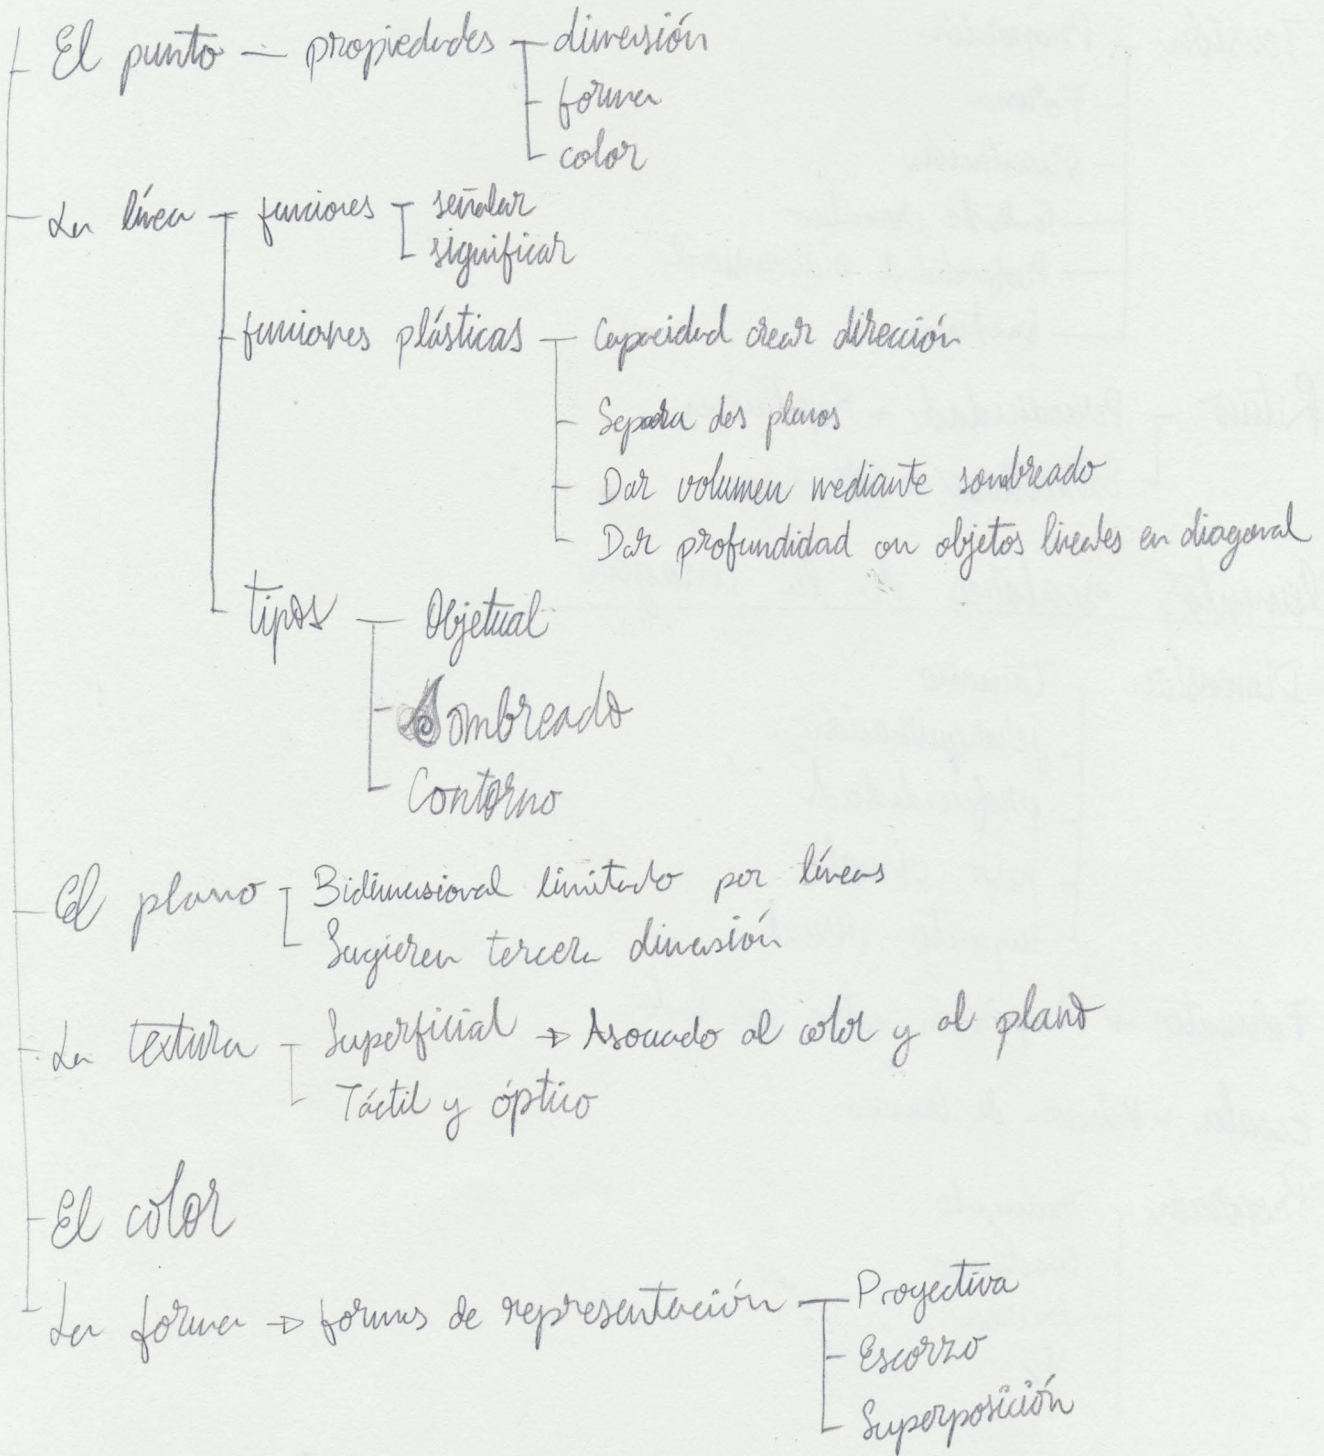 El punto — propiedades — dimensión
forma
color
La línea — funciones — señalar
significar
funciones plásticas — Capacidad crear dirección
Separa dos planos
Dar volumen mediante sombreado
Dar profundidad con objetos lineales en diagonal
tipos — Objetual
Sombreado
Contorno
El plano — Bidimensional limitado por líneas
Sugieren tercera dimensión
La textura — Superficial → Asociado al color y al plano
Táctil y óptico
El color
La forma → formas de representación — Proyectiva
Escorzo
Superposición